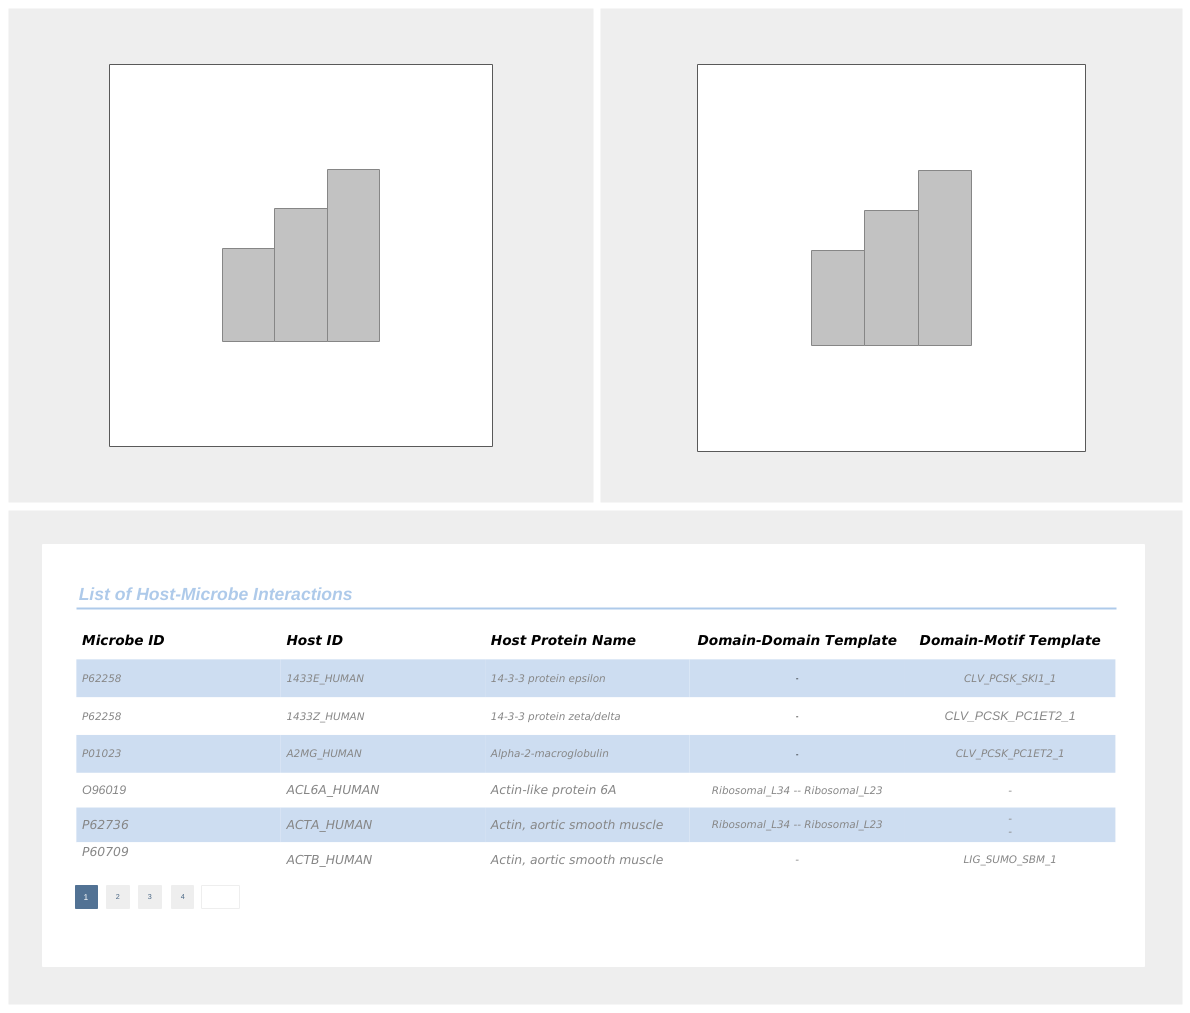 List of Host-Microbe Interactions
Microbe ID Host ID Host Protein Name Domain-Domain Template Domain-Motif Template
P62258 1433E_HUMAN 14-3-3 protein epsilon - CLV_PCSK_SKI1_1
P62258 1433Z_HUMAN 14-3-3 protein zeta/delta - CLV_PCSK_PC1ET2_1
P01023 A2MG_HUMAN Alpha-2-macroglobulin - CLV_PCSK_PC1ET2_1
O96019 ACL6A_HUMAN Actin-like protein 6A Ribosomal_L34 -- Ribosomal_L23 -
P62736 ACTA_HUMAN Actin, aortic smooth muscle Ribosomal_L34 -- Ribosomal_L23 - -
P60709 ACTB_HUMAN Actin, aortic smooth muscle - LIG_SUMO_SBM_1
1 2 3 4